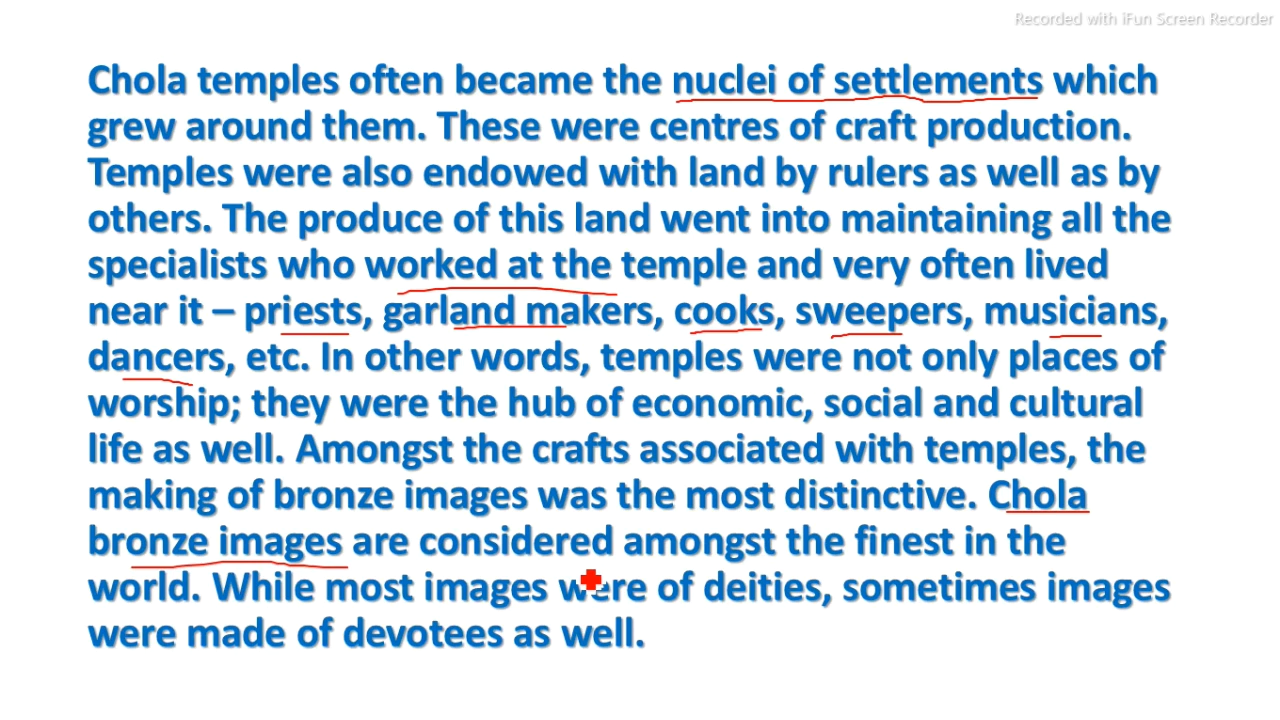 Recorded with iFun Screen Recorder
Chola temples often became the nuclei of settlements which
grew around them. These were centres of craft production.
Temples were also endowed with land by rulers as well as by
others. The produce of this land went into maintaining all the
specialists who worked at the temple and very often lived
near it – priests, garland makers, cooks, sweepers, musicians,
dancers, etc. In other words, temples were not only places of
worship; they were the hub of economic, social and cultural
life as well. Amongst the crafts associated with temples, the
making of bronze images was the most distinctive. Chola
bronze images are considered amongst the finest in the
world. While most images were of deities, sometimes images
were made of devotees as well.